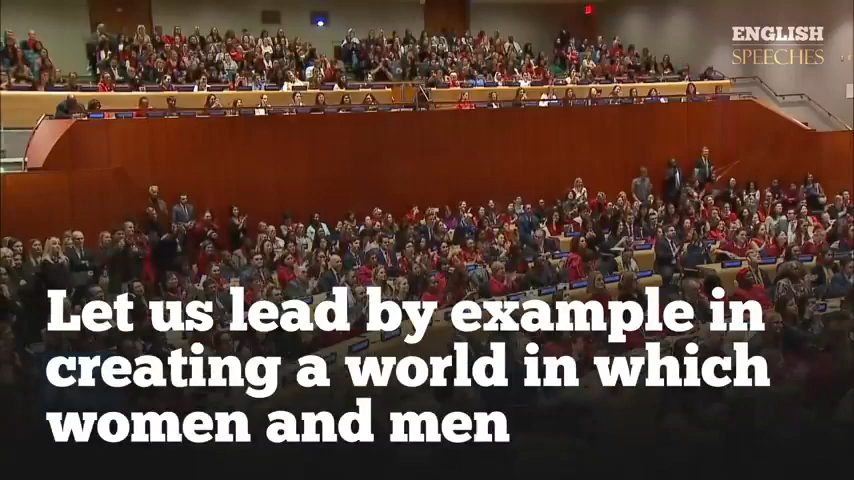 ENGLISH
SPEECHES
Let us lead by example in
creating a world in which
women and men